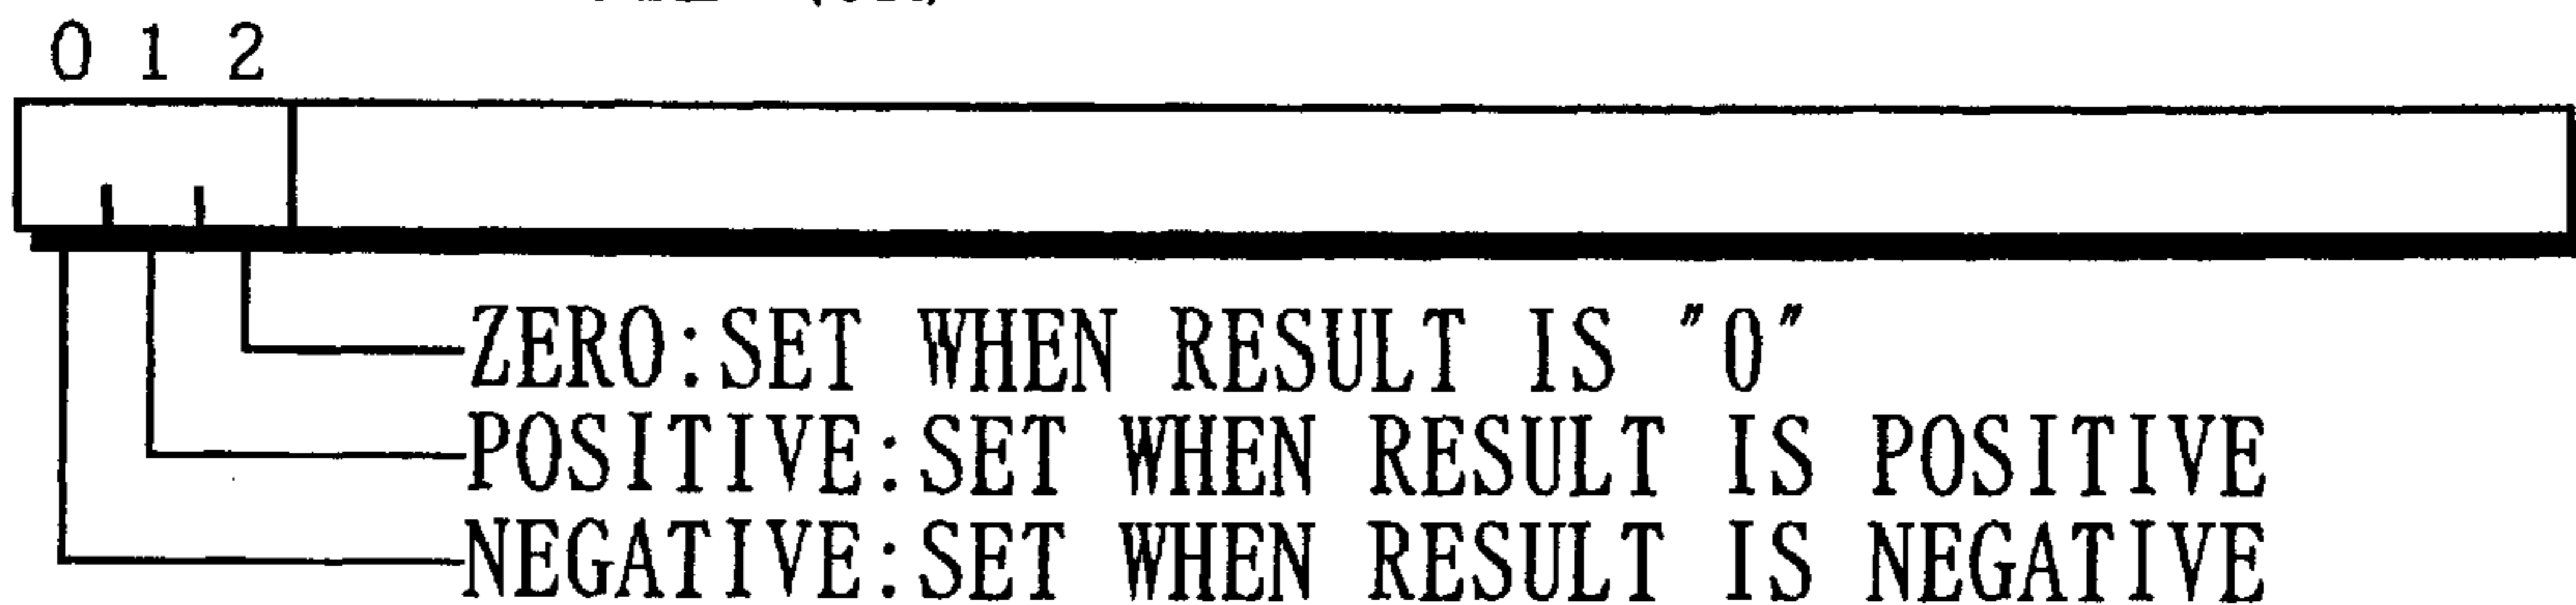 0 1 2
ZERO:SET WHEN RESULT IS "0"
POSITIVE:SET WHEN RESULT IS POSITIVE
NEGATIVE:SET WHEN RESULT IS NEGATIVE